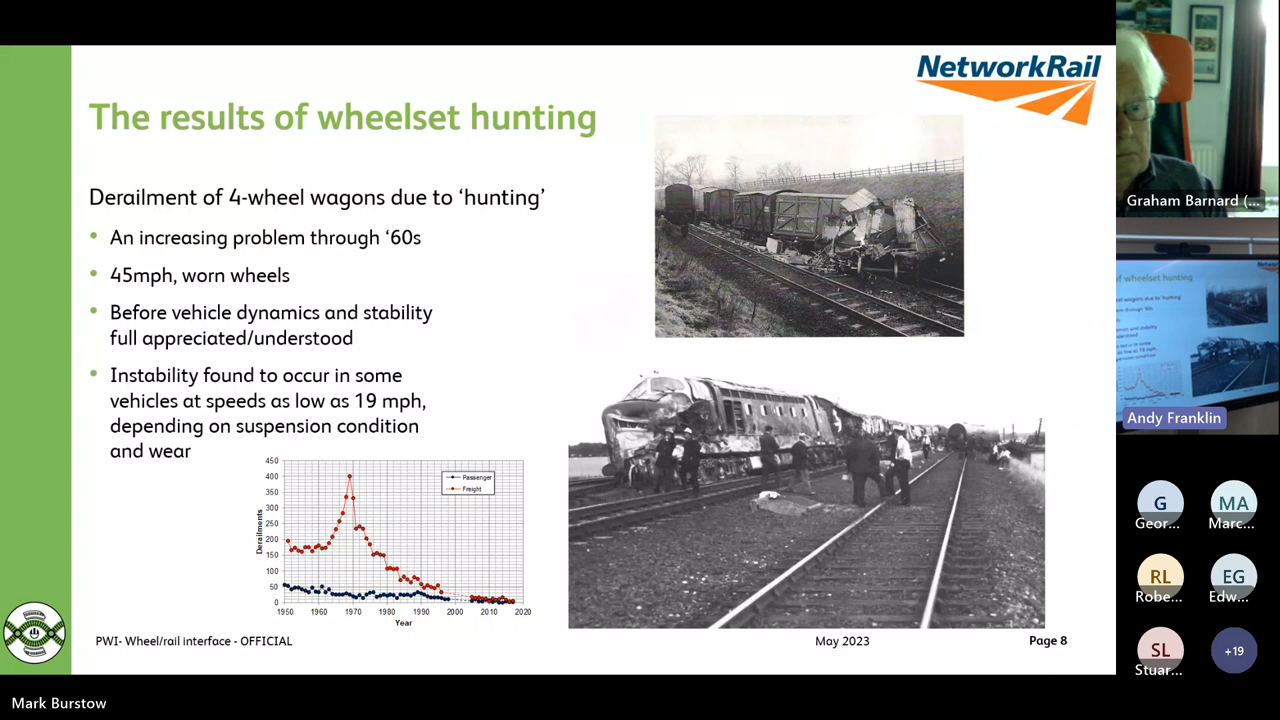 NetworkRail
The results of wheelset hunting
Derailment of 4-wheel wagons due to ‘hunting’
• An increasing problem through ‘60s
• 45mph, worn wheels
• Before vehicle dynamics and stability
full appreciated/understood
• Instability found to occur in some
vehicles at speeds as low as 19 mph,
depending on suspension condition
and wear
450
400
350
300
250
200
150
100
50
0
Derailments
Passenger
Freight
1950 1960 1970 1980 1990 2000 2010 2020
Year
PWI- Wheel/rail interface - OFFICIAL
May 2023
Page 8
Mark Burstow
Graham Barnard (...
of wheelset hunting
Andy Franklin
G
Geor...
MA
Marc...
RL
Robe...
EG
Edw...
SL
Stuar...
+19